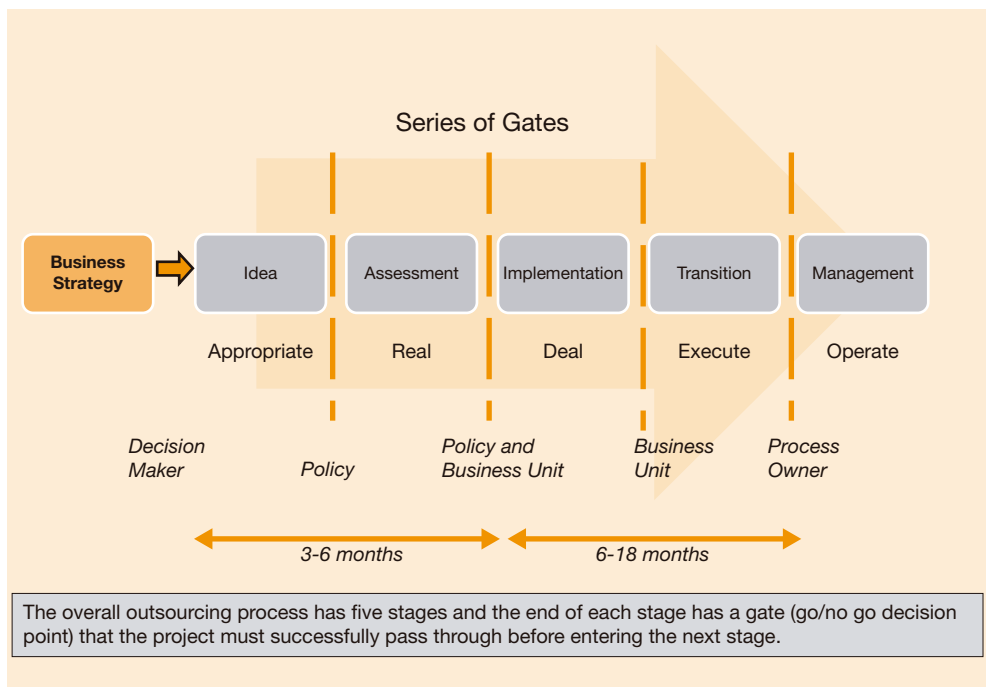 Series of Gates
Business
Strategy
Idea
Assessment
Implementation
Transition
Management
Appropriate
Real
Deal
Execute
Operate
Decision
Maker
Policy
Policy and
Business Unit
Business
Unit
Process
Owner
3-6 months
6-18 months
The overall outsourcing process has five stages and the end of each stage has a gate (go/no go decision
point) that the project must successfully pass through before entering the next stage.